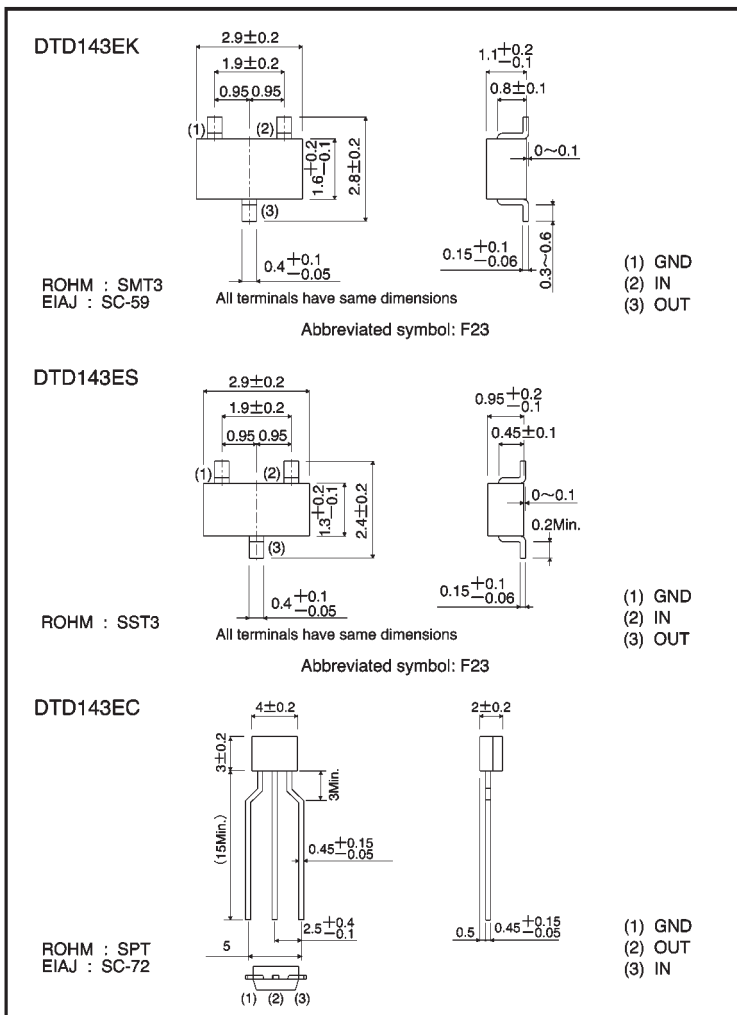 DTD143EK
2.9±0.2
1.9±0.2
0.95 0.95
(1) (2)
(3)
1.6 +0.2 −0.1
2.8±0.2
0.4 +0.1 −0.05
1.1 +0.2 −0.1
0.8±0.1
0~0.1
0.15 +0.1 −0.06
0.3~0.6
ROHM : SMT3
EIAJ : SC-59
All terminals have same dimensions
Abbreviated symbol: F23
(1) GND
(2) IN
(3) OUT
DTD143ES
2.9±0.2
1.9±0.2
0.95 0.95
(1) (2)
(3)
1.3 +0.2 −0.1
2.4±0.2
0.4 +0.1 −0.05
0.95 +0.2 −0.1
0.45±0.1
0~0.1
0.2Min.
0.15 +0.1 −0.06
ROHM : SST3
All terminals have same dimensions
Abbreviated symbol: F23
(1) GND
(2) IN
(3) OUT
DTD143EC
4±0.2
3±0.2
(15Min.)
3Min.
0.45 +0.15 −0.05
2.5 +0.4 −0.1
5
(1) (2) (3)
2±0.2
0.5
0.45 +0.15 −0.05
ROHM : SPT
EIAJ : SC-72
(1) GND
(2) OUT
(3) IN